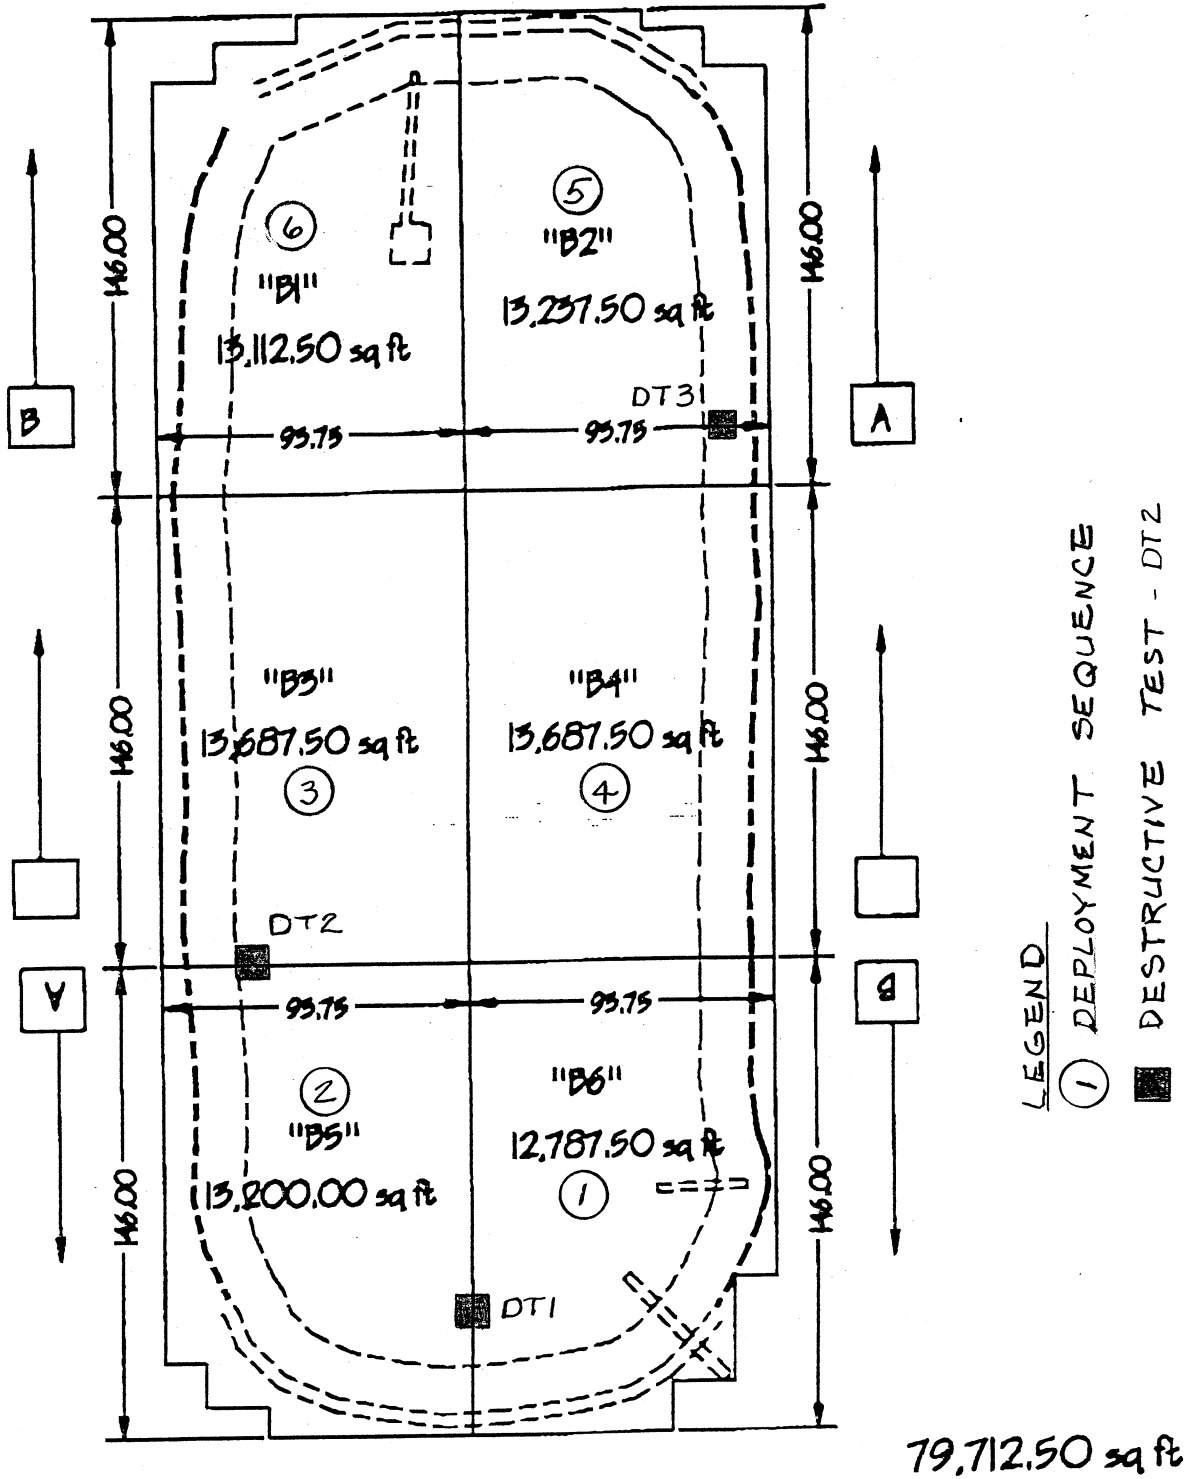 146.00
146.00
6
5
"B1"
"B2"
13,112.50 sq ft
13,237.50 sq ft
B
DT3
A
93.75
93.75
146.00
146.00
"B3"
"B4"
13,687.50 sq ft
13,687.50 sq ft
3
4
DT2
A
B
93.75
93.75
2
"B6"
"B5"
12,787.50 sq ft
13,200.00 sq ft
1
146.00
146.00
DT1
LEGEND
1 DEPLOYMENT SEQUENCE
DESTRUCTIVE TEST - DT2
79,712.50 sq ft